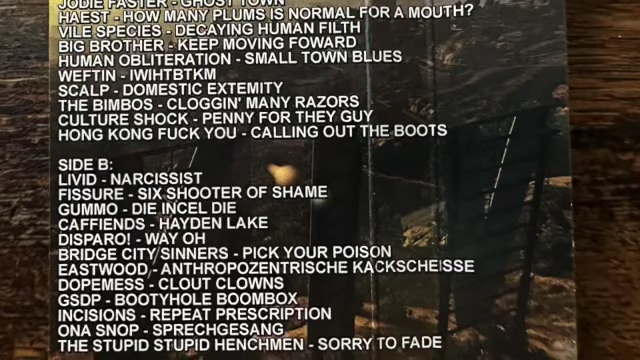 JODIE FASTER - GHOST TOWN
HAEST - HOW MANY PLUMS IS NORMAL FOR A MOUTH?
VILE SPECIES - DECAYING HUMAN FILTH
BIG BROTHER - KEEP MOVING FOWARD
HUMAN OBLITERATION - SMALL TOWN BLUES
WEFTIN - IWIHTBTKM
SCALP - DOMESTIC EXTEMITY
THE BIMBOS - CLOGGIN' MANY RAZORS
CULTURE SHOCK - PENNY FOR THEY GUY
HONG KONG FUCK YOU - CALLING OUT THE BOOTS
SIDE B:
LIVID - NARCISSIST
FISSURE - SIX SHOOTER OF SHAME
GUMMO - DIE INCEL DIE
CAFFIENDS - HAYDEN LAKE
DISPARO! - WAY OH
BRIDGE CITY SINNERS - PICK YOUR POISON
EASTWOOD - ANTHROPOZENTRISCHE KACKSCHEISSE
DOPEMESS - CLOUT CLOWNS
GSDP - BOOTYHOLE BOOMBOX
INCISIONS - REPEAT PRESCRIPTION
ONA SNOP - SPRECHGESANG
THE STUPID STUPID HENCHMEN - SORRY TO FADE